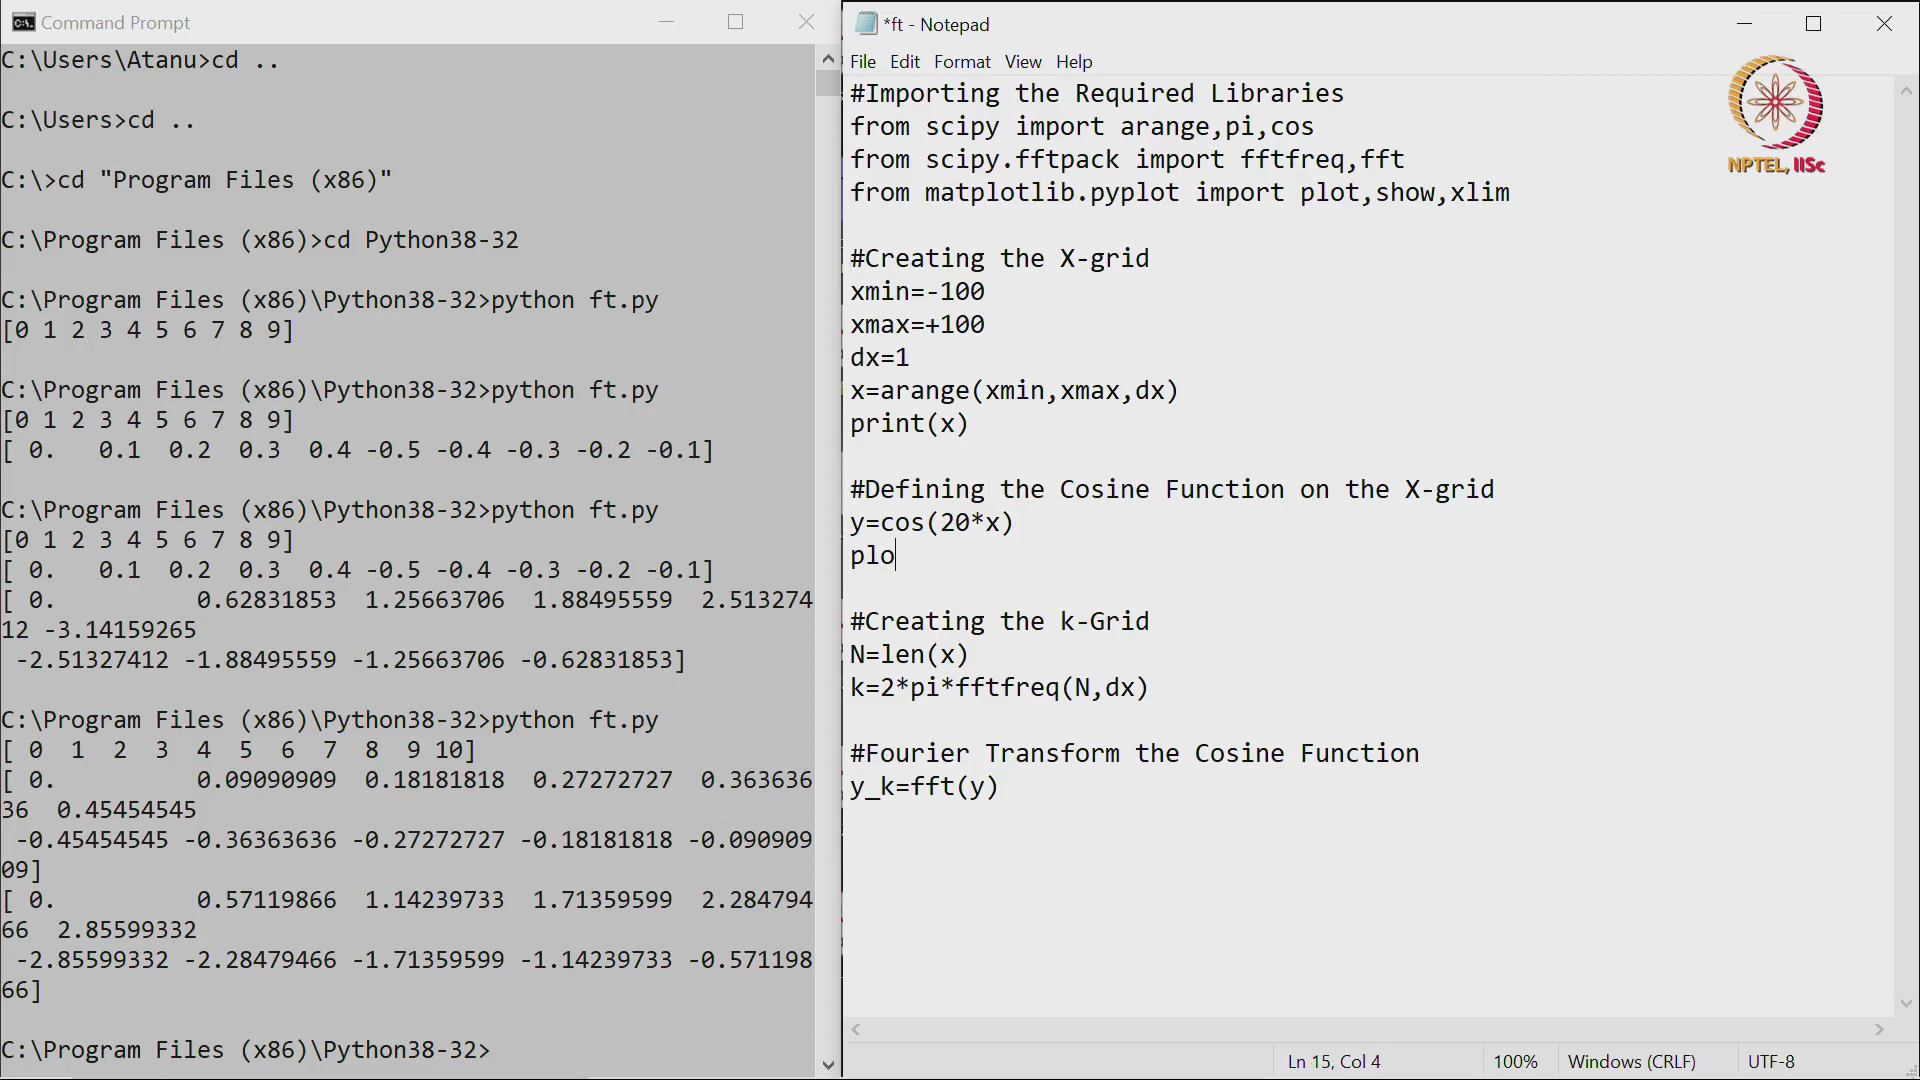 Command Prompt
C:\Users\Atanu>cd ..
C:\Users>cd ..
C:\>cd "Program Files (x86)"
C:\Program Files (x86)>cd Python38-32
C:\Program Files (x86)\Python38-32>python ft.py
[0 1 2 3 4 5 6 7 8 9]
C:\Program Files (x86)\Python38-32>python ft.py
[0 1 2 3 4 5 6 7 8 9]
[ 0.   0.1  0.2  0.3  0.4 -0.5 -0.4 -0.3 -0.2 -0.1]
C:\Program Files (x86)\Python38-32>python ft.py
[0 1 2 3 4 5 6 7 8 9]
[ 0.   0.1  0.2  0.3  0.4 -0.5 -0.4 -0.3 -0.2 -0.1]
[ 0.          0.62831853  1.25663706  1.88495559  2.513274
12 -3.14159265
 -2.51327412 -1.88495559 -1.25663706 -0.62831853]
C:\Program Files (x86)\Python38-32>python ft.py
[ 0  1  2  3  4  5  6  7  8  9 10]
[ 0.          0.09090909  0.18181818  0.27272727  0.363636
36  0.45454545
 -0.45454545 -0.36363636 -0.27272727 -0.18181818 -0.090909
09]
[ 0.          0.57119866  1.14239733  1.71359599  2.284794
66  2.85599332
 -2.85599332 -2.28479466 -1.71359599 -1.14239733 -0.571198
66]
C:\Program Files (x86)\Python38-32>
*ft - Notepad
File Edit Format View Help
#Importing the Required Libraries
from scipy import arange,pi,cos
from scipy.fftpack import fftfreq,fft
from matplotlib.pyplot import plot,show,xlim
#Creating the X-grid
xmin=-100
xmax=+100
dx=1
x=arange(xmin,xmax,dx)
print(x)
#Defining the Cosine Function on the X-grid
y=cos(20*x)
plo
#Creating the k-Grid
N=len(x)
k=2*pi*fftfreq(N,dx)
#Fourier Transform the Cosine Function
y_k=fft(y)
NPTEL, IISc
Ln 15, Col 4
100%
Windows (CRLF)
UTF-8